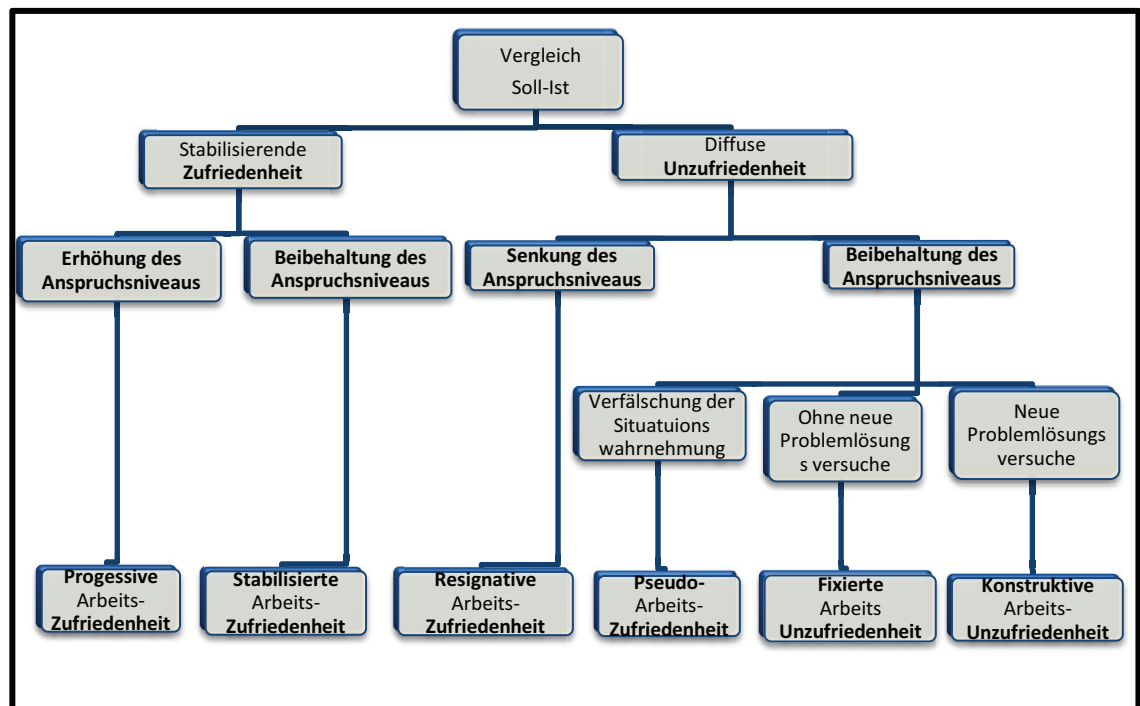 Vergleich
Soll-Ist
Stabilisierende
Zufriedenheit
Diffuse
Unzufriedenheit
Erhöhung des
Anspruchsniveaus
Beibehaltung des
Anspruchsniveaus
Senkung des
Anspruchsniveaus
Beibehaltung des
Anspruchsniveaus
Verfälschung der
Situatuions
wahrnehmung
Ohne neue
Problemlösung
s versuche
Neue
Problemlösungs
versuche
Progessive
Arbeits-
Zufriedenheit
Stabilisierte
Arbeits-
Zufriedenheit
Resignative
Arbeits-
Zufriedenheit
Pseudo-
Arbeits-
Zufriedenheit
Fixierte
Arbeits
Unzufriedenheit
Konstruktive
Arbeits-
Unzufriedenheit